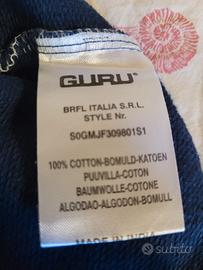 GURU
BRFL ITALIA S.R.L.
STYLE Nr.
S0GMJF309801S1
100% COTTON-BOMULD-KATOEN
PUUVILLA-COTON
BAUMWOLLE-COTONE
ALGODAO-ALGODON-BOMULL
MADE IN INDIA
subito